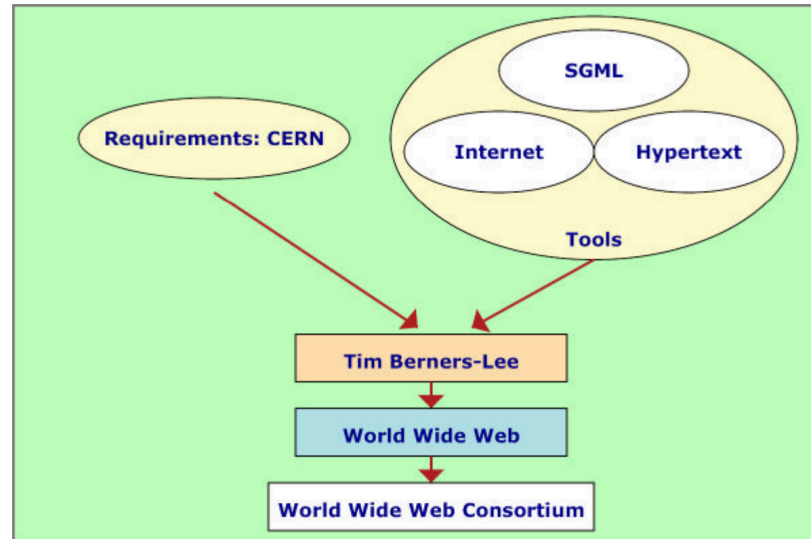 SGML
Requirements: CERN
Internet
Hypertext
Tools
Tim Berners-Lee
World Wide Web
World Wide Web Consortium